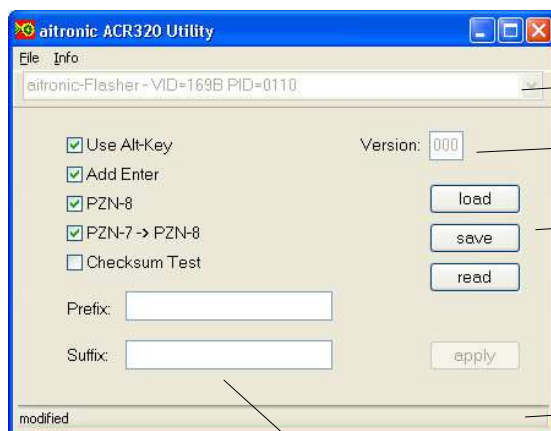 aitronic ACR320 Utility
File Info
aitronic-Flasher - VID=169B PID=0110
Use Alt-Key
Version: 000
Add Enter
PZN-8
load
PZN-7 -> PZN-8
save
Checksum Test
read
Prefix:
Suffix:
apply
modified